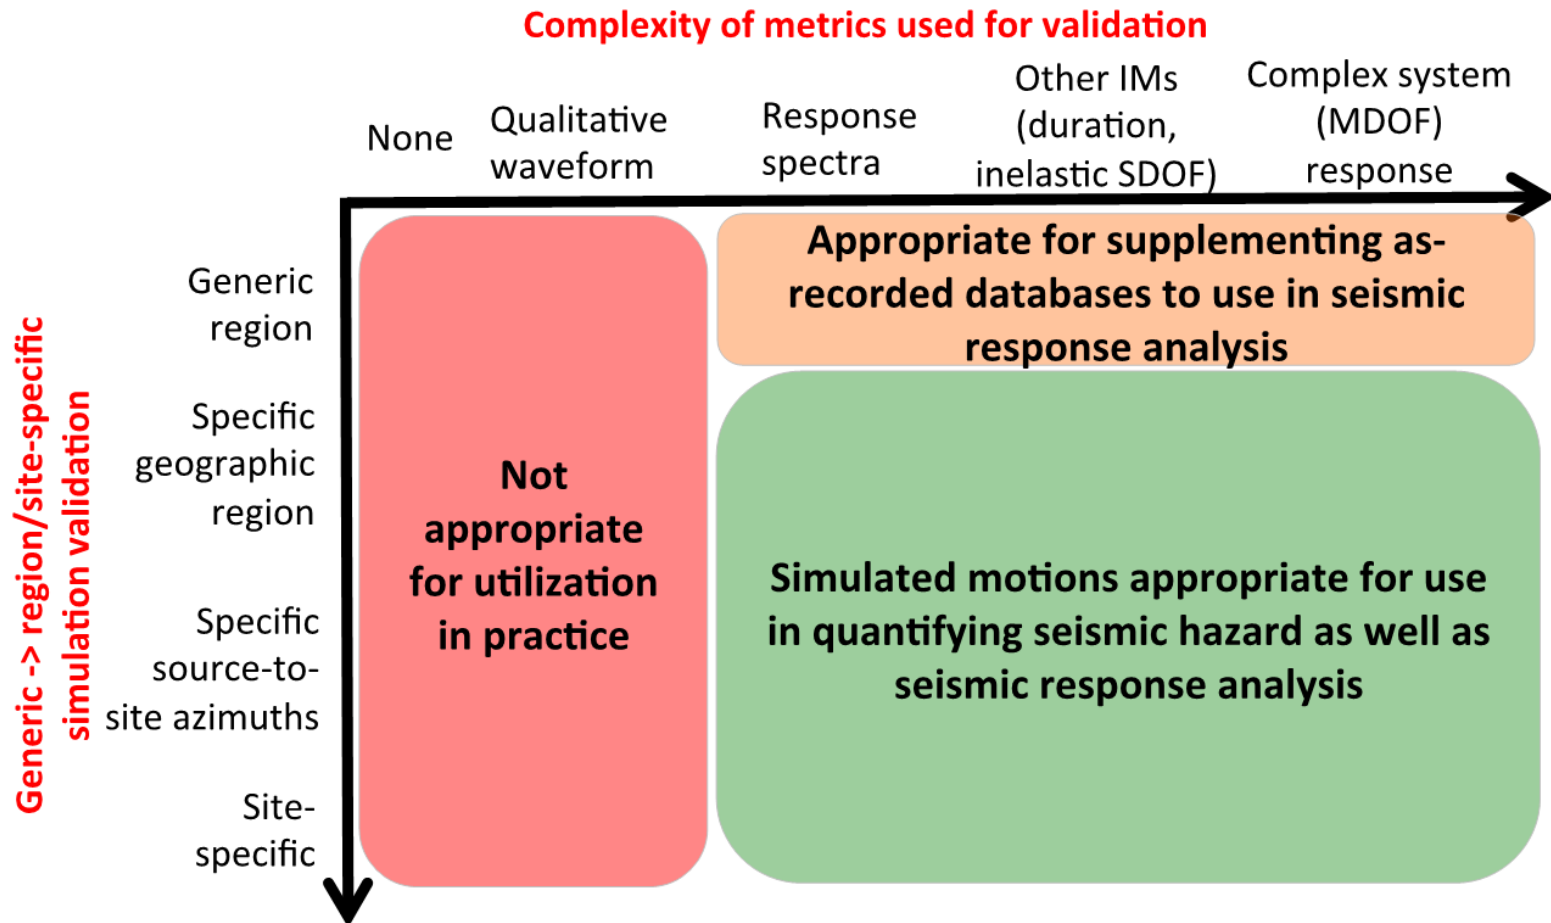 Complexity of metrics used for validation
None
Qualitative
waveform
Response
spectra
Other IMs
(duration,
inelastic SDOF)
Complex system
(MDOF)
response
Generic -> region/site-specific
simulation validation
Generic
region
Specific
geographic
region
Specific
source-to-
site azimuths
Site-
specific
Not
appropriate
for utilization
in practice
Appropriate for supplementing as-
recorded databases to use in seismic
response analysis
Simulated motions appropriate for use
in quantifying seismic hazard as well as
seismic response analysis